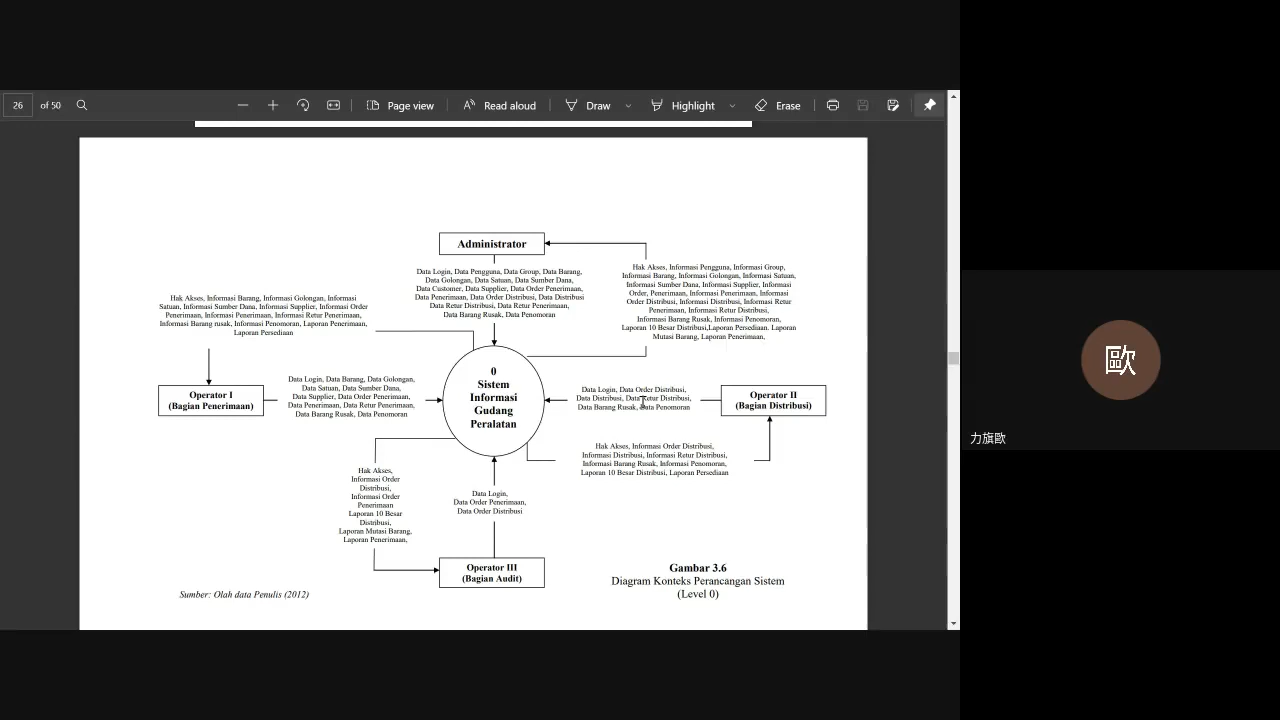 26 of 50 Page view Read aloud Draw Highlight Erase
Administrator
Data Login, Data Pengguna, Data Group, Data Barang,
Data Golongan, Data Satuan, Data Sumber Dana,
Data Customer, Data Supplier, Data Order Penerimaan,
Data Penerimaan, Data Order Distribusi, Data Distribusi
Data Retur Distribusi, Data Retur Penerimaan,
Data Barang Rusak, Data Penomoran
Hak Akses, Informasi Pengguna, Informasi Group,
Informasi Barang, Informasi Golongan, Informasi Satuan,
Informasi Sumber Dana, Informasi Supplier, Informasi
Order, Penerimaan, Informasi Penerimaan, Informasi
Order Distribusi, Informasi Distribusi, Informasi Retur
Penerimaan, Informasi Retur Distribusi,
Informasi Barang Rusak, Informasi Penomoran,
Laporan 10 Besar Distribusi,Laporan Persediaan. Laporan
Mutasi Barang, Laporan Penerimaan,
Hak Akses, Informasi Barang, Informasi Golongan, Informasi
Satuan, Informasi Sumber Dana, Informasi Supplier, Informasi Order
Penerimaan, Informasi Penerimaan, Informasi Retur Penerimaan,
Informasi Barang rusak, Informasi Penomoran, Laporan Penerimaan,
Laporan Persediaan
Operator I
(Bagian Penerimaan)
Data Login, Data Barang, Data Golongan,
Data Satuan, Data Sumber Dana,
Data Supplier, Data Order Penerimaan,
Data Penerimaan, Data Retur Penerimaan,
Data Barang Rusak, Data Penomoran
0
Sistem
Informasi
Gudang
Peralatan
Data Login, Data Order Distribusi,
Data Distribusi, Data Retur Distribusi,
Data Barang Rusak, Data Penomoran
Operator II
(Bagian Distribusi)
Hak Akses, Informasi Order Distribusi,
Informasi Distribusi, Informasi Retur Distribusi,
Informasi Barang Rusak, Informasi Penomoran,
Laporan 10 Besar Distribusi, Laporan Persediaan
Hak Akses,
Informasi Order
Distribusi,
Informasi Order
Penerimaan
Laporan 10 Besar
Distribusi,
Laporan Mutasi Barang,
Laporan Penerimaan,
Data Login,
Data Order Penerimaan,
Data Order Distribusi
Operator III
(Bagian Audit)
Gambar 3.6
Diagram Konteks Perancangan Sistem
(Level 0)
Sumber: Olah data Penulis (2012)
歐
力旗歐